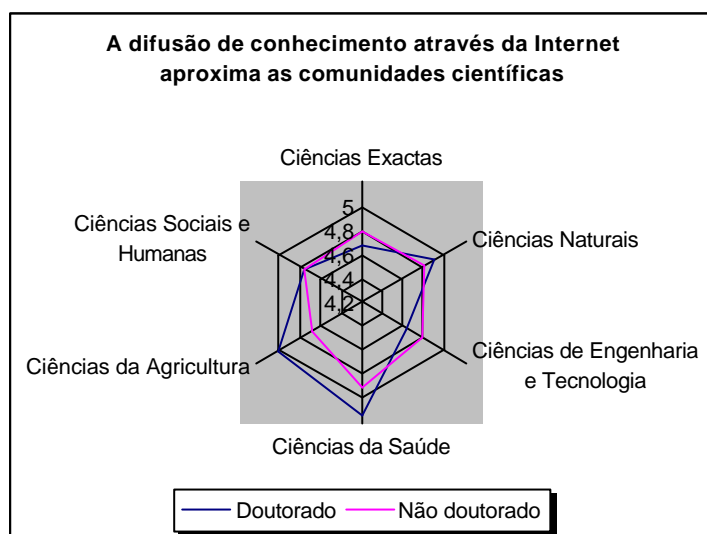 A difusão de conhecimento através da Internet
aproxima as comunidades científicas
Ciências Exactas
5
4,8
4,6
4,4
4,2
Ciências Naturais
Ciências de Engenharia
e Tecnologia
Ciências da Saúde
Ciências da Agricultura
Ciências Sociais e
Humanas
Doutorado
Não doutorado